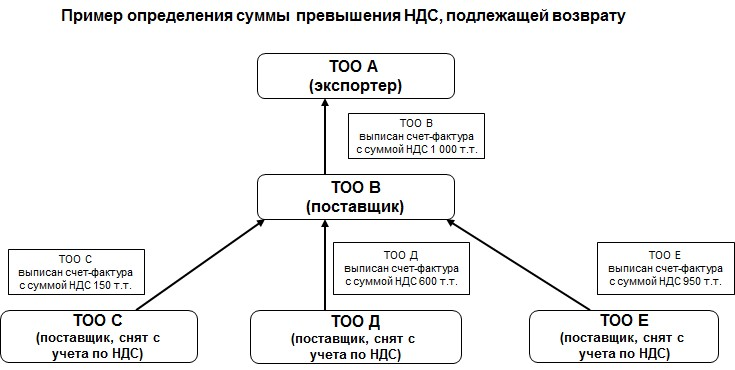 Пример определения суммы превышения НДС, подлежащей возврату
ТОО А
(экспортер)
ТОО В
выписан счет-фактура
с суммой НДС 1 000 т.т.
ТОО В
(поставщик)
ТОО С
выписан счет-фактура
с суммой НДС 150 т.т.
ТОО Д
выписан счет-фактура
с суммой НДС 600 т.т.
ТОО Е
выписан счет-фактура
с суммой НДС 950 т.т.
ТОО С
(поставщик, снят с
учета по НДС)
ТОО Д
(поставщик, снят с
учета по НДС)
ТОО Е
(поставщик, снят с
учета по НДС)